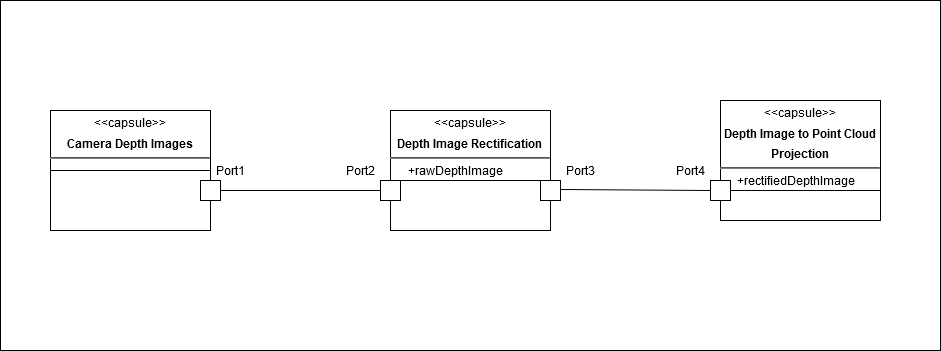 <<capsule>>
Camera Depth Images
Port1
Port2
<<capsule>>
Depth Image Rectification
+rawDepthImage
Port3
Port4
<<capsule>>
Depth Image to Point Cloud
Projection
+rectifiedDepthImage